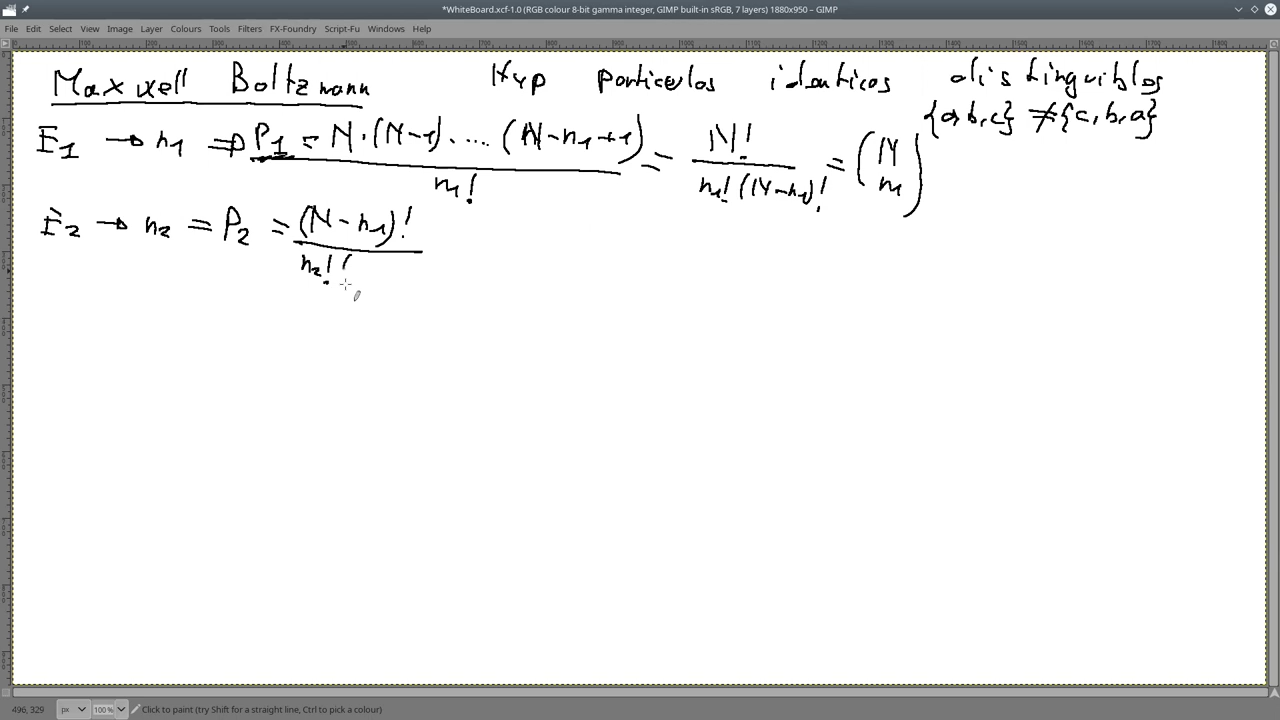 *WhiteBoard.xcf-1.0 (RGB colour 8-bit gamma integer, GIMP built-in sRGB, 7 layers) 1880x950 – GIMP
File Edit Select View Image Layer Colours Tools Filters FX-Foundry Script-Fu Windows Help
Maxwell Boltzmann Hyp particulas identicas distinguibles
{a,b,c} ≠ {c,b,a}
E₁ → n₁ ⇒ P₁ = N·(N-1)·....(N-n₁+1) / n₁! = N! / n₁!(N-n₁)! = (N n₁)
E₂ → n₂ = P₂ = (N-n₁)! / n₂!(
496, 329 px 100% Click to paint (try Shift for a straight line, Ctrl to pick a colour)